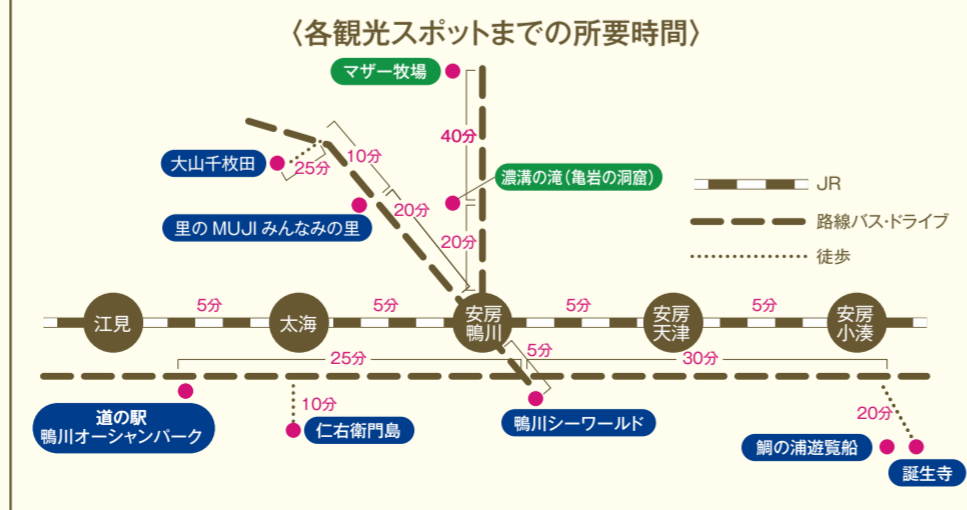 〈各観光スポットまでの所要時間〉
マザー牧場
40分
大山千枚田
25分
10分
濃溝の滝（亀岩の洞窟）
里の MUJI みんなみの里
20分
20分
JR
路線バス・ドライブ
徒歩
江見
5分
太海
5分
安房
鴨川
5分
安房
天津
5分
安房
小湊
25分
5分
30分
道の駅
鴨川オーシャンパーク
10分
仁右衛門島
鴨川シーワールド
20分
鯛の浦遊覧船
誕生寺